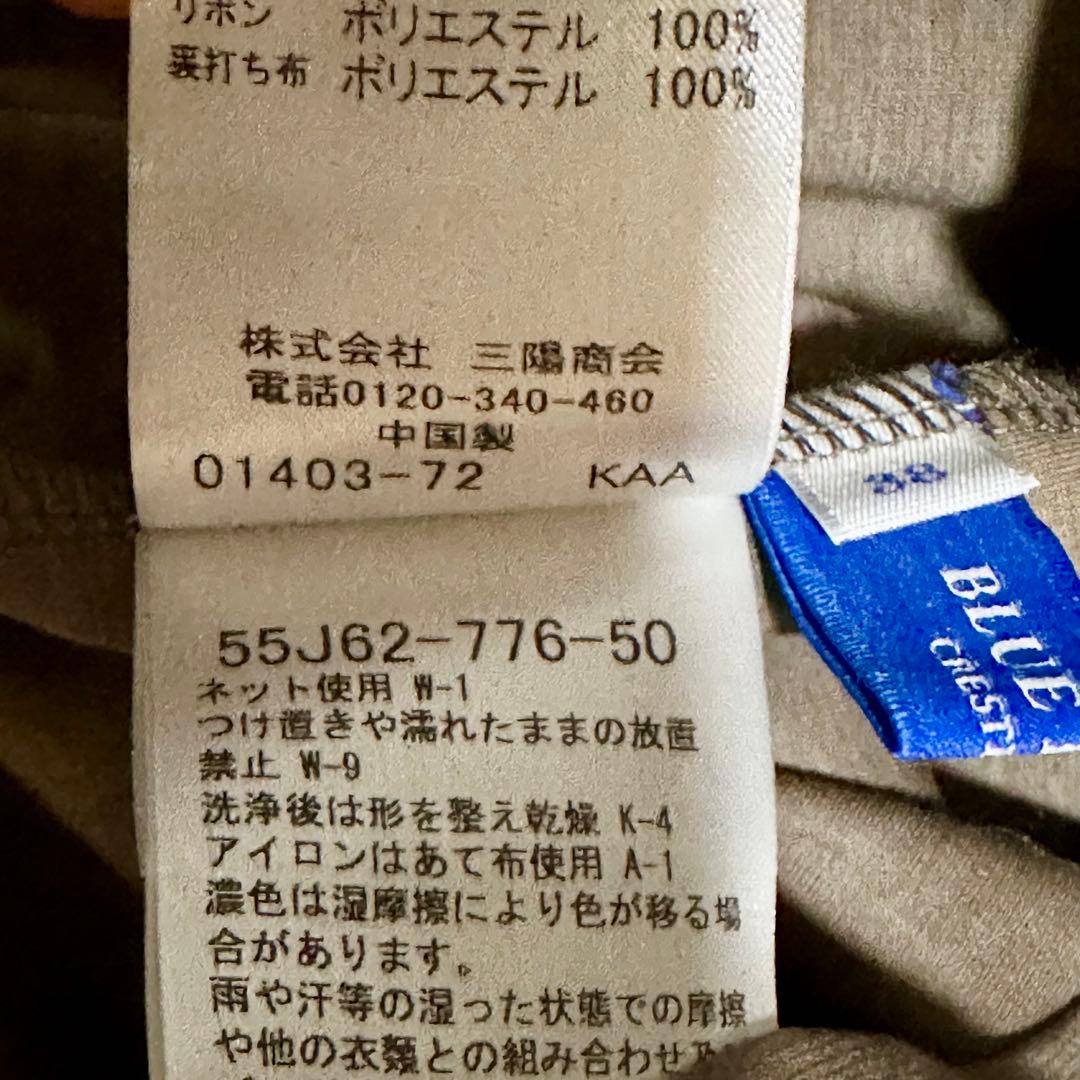 リボン ポリエステル 100%
裏打ち布 ポリエステル 100%
株式会社 三陽商会
電話0120-340-460
中国製
01403-72 KAA
55J62-776-50
ネット使用 W-1
つけ置きや濡れたままの放置
禁止 W-9
洗浄後は形を整え乾燥 K-4
アイロンはあて布使用 A-1
濃色は湿摩擦により色が移る場
合があります。
雨や汗等の湿った状態での摩擦
や他の衣類との組み合わせ及
38
BLUE
CREST